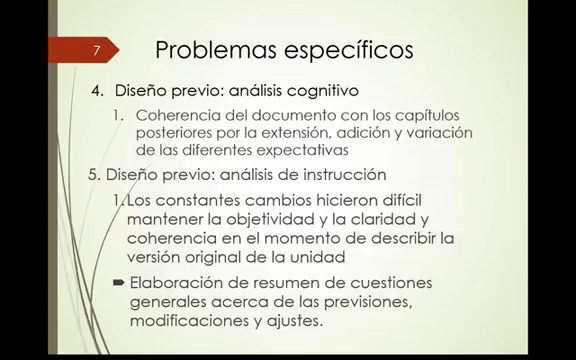 7
Problemas específicos
4. Diseño previo: análisis cognitivo
1. Coherencia del documento con los capítulos
posteriores por la extensión, adición y variación
de las diferentes expectativas
5. Diseño previo: análisis de instrucción
1. Los constantes cambios hicieron difícil
mantener la objetividad y la claridad y
coherencia en el momento de describir la
versión original de la unidad
Elaboración de resumen de cuestiones
generales acerca de las previsiones,
modificaciones y ajustes.